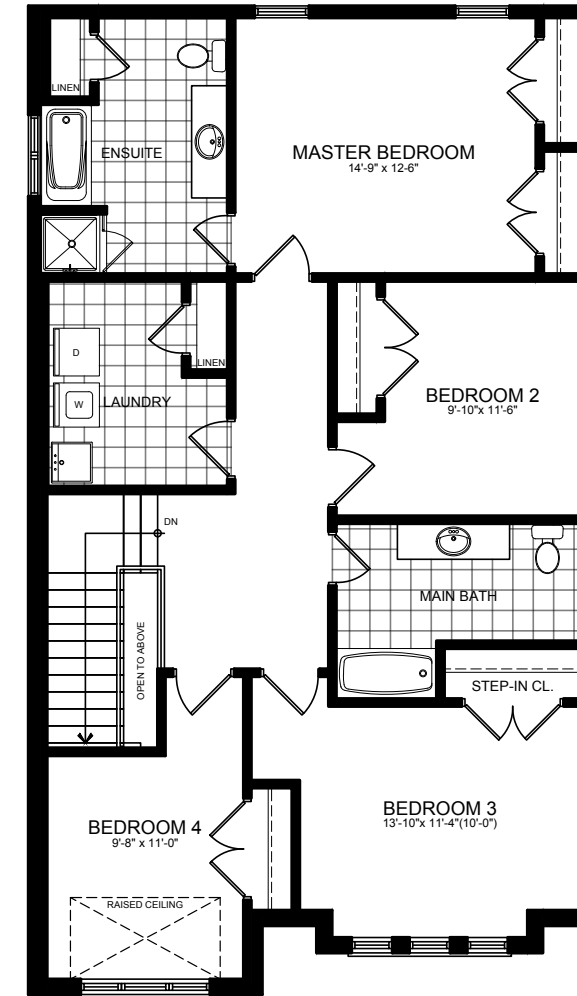 LINEN
ENSUITE
MASTER BEDROOM
14'-9" x 12-6"
D
LINEN
W
LAUNDRY
BEDROOM 2
9'-10"x 11'-6"
DN
MAIN BATH
OPEN TO ABOVE
STEP-IN CL.
BEDROOM 3
13'-10"x 11'-4"(10'-0")
BEDROOM 4
9'-8" x 11'-0"
RAISED CEILING